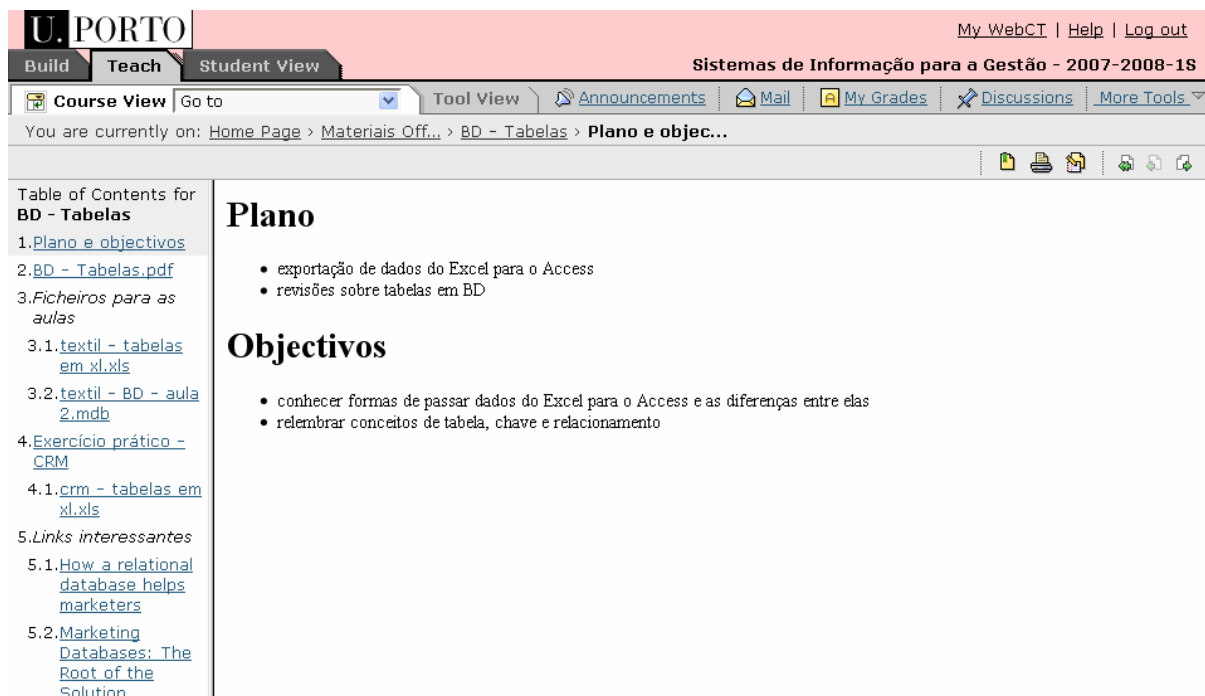 U. PORTO
My WebCT | Help | Log out
Build Teach Student View
Sistemas de Informação para a Gestão - 2007-2008-1S
Course View Go to Tool View Announcements Mail My Grades Discussions More Tools
You are currently on: Home Page › Materiais Off... › BD - Tabelas › Plano e objec...
Table of Contents for
BD - Tabelas
1.Plano e objectivos
2.BD - Tabelas.pdf
3.Ficheiros para as
aulas
3.1.textil - tabelas
em xl.xls
3.2.textil - BD - aula
2.mdb
4.Exercício prático -
CRM
4.1.crm - tabelas em
xl.xls
5.Links interessantes
5.1.How a relational
database helps
marketers
5.2.Marketing
Databases: The
Root of the
Solution
Plano
• exportação de dados do Excel para o Access
• revisões sobre tabelas em BD
Objectivos
• conhecer formas de passar dados do Excel para o Access e as diferenças entre elas
• relembrar conceitos de tabela, chave e relacionamento